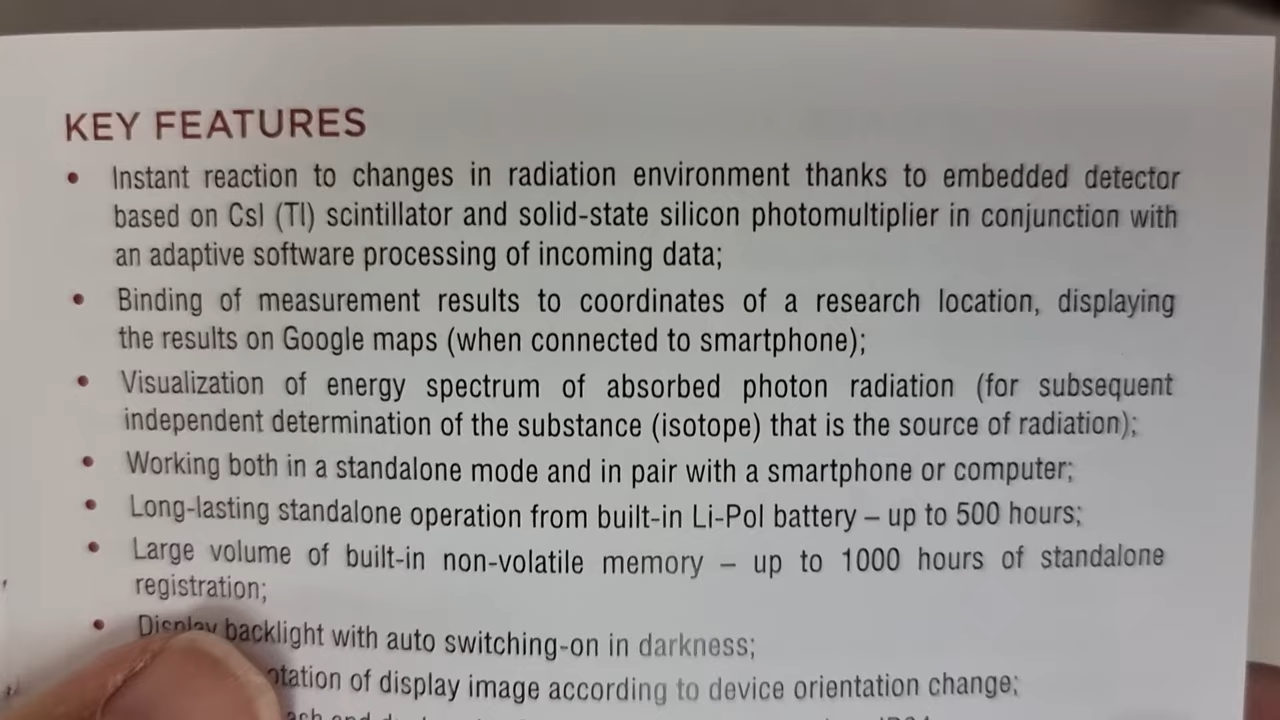 KEY FEATURES
• Instant reaction to changes in radiation environment thanks to embedded detector
based on CsI (Tl) scintillator and solid-state silicon photomultiplier in conjunction with
an adaptive software processing of incoming data;
• Binding of measurement results to coordinates of a research location, displaying
the results on Google maps (when connected to smartphone);
• Visualization of energy spectrum of absorbed photon radiation (for subsequent
independent determination of the substance (isotope) that is the source of radiation);
• Working both in a standalone mode and in pair with a smartphone or computer;
• Long-lasting standalone operation from built-in Li-Pol battery – up to 500 hours;
• Large volume of built-in non-volatile memory – up to 1000 hours of standalone
registration;
• Display backlight with auto switching-on in darkness;
of display image according to device orientation change;